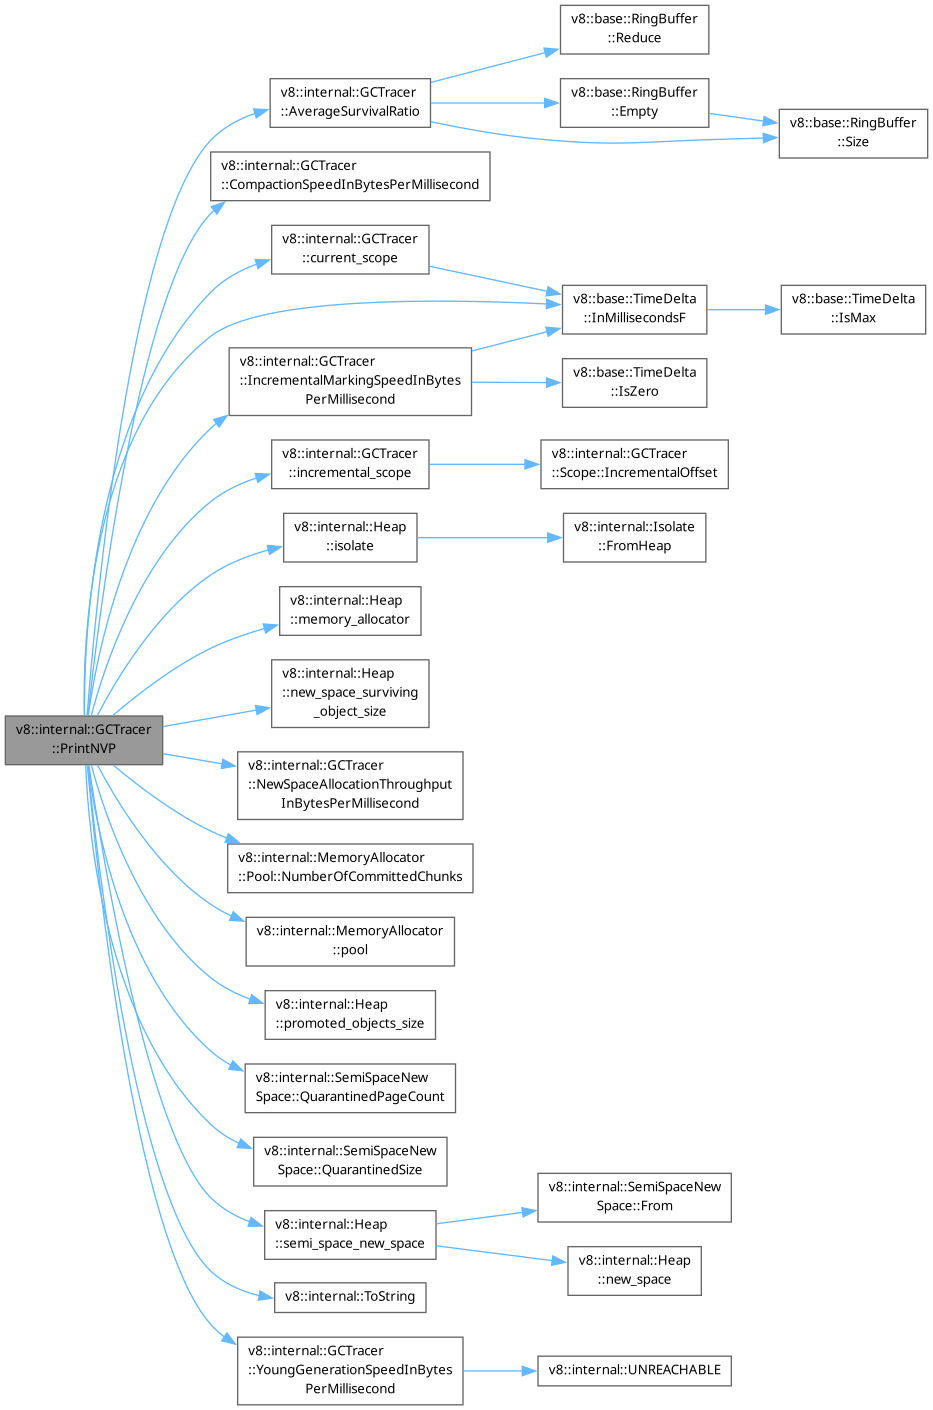 v8::base::RingBuffer
::Reduce
v8::internal::GCTracer
::AverageSurvivalRatio
v8::base::RingBuffer
::Empty
v8::base::RingBuffer
::Size
v8::internal::GCTracer
::CompactionSpeedInBytesPerMillisecond
v8::internal::GCTracer
::current_scope
v8::base::TimeDelta
::InMillisecondsF
v8::base::TimeDelta
::IsMax
v8::internal::GCTracer
::IncrementalMarkingSpeedInBytes
PerMillisecond
v8::base::TimeDelta
::IsZero
v8::internal::GCTracer
::incremental_scope
v8::internal::GCTracer
::Scope::IncrementalOffset
v8::internal::Heap
::isolate
v8::internal::Isolate
::FromHeap
v8::internal::Heap
::memory_allocator
v8::internal::Heap
::new_space_surviving
_object_size
v8::internal::GCTracer
::PrintNVP
v8::internal::GCTracer
::NewSpaceAllocationThroughput
InBytesPerMillisecond
v8::internal::MemoryAllocator
::Pool::NumberOfCommittedChunks
v8::internal::MemoryAllocator
::pool
v8::internal::Heap
::promoted_objects_size
v8::internal::SemiSpaceNew
Space::QuarantinedPageCount
v8::internal::SemiSpaceNew
Space::QuarantinedSize
v8::internal::SemiSpaceNew
Space::From
v8::internal::Heap
::semi_space_new_space
v8::internal::Heap
::new_space
v8::internal::ToString
v8::internal::GCTracer
::YoungGenerationSpeedInBytes
PerMillisecond
v8::internal::UNREACHABLE